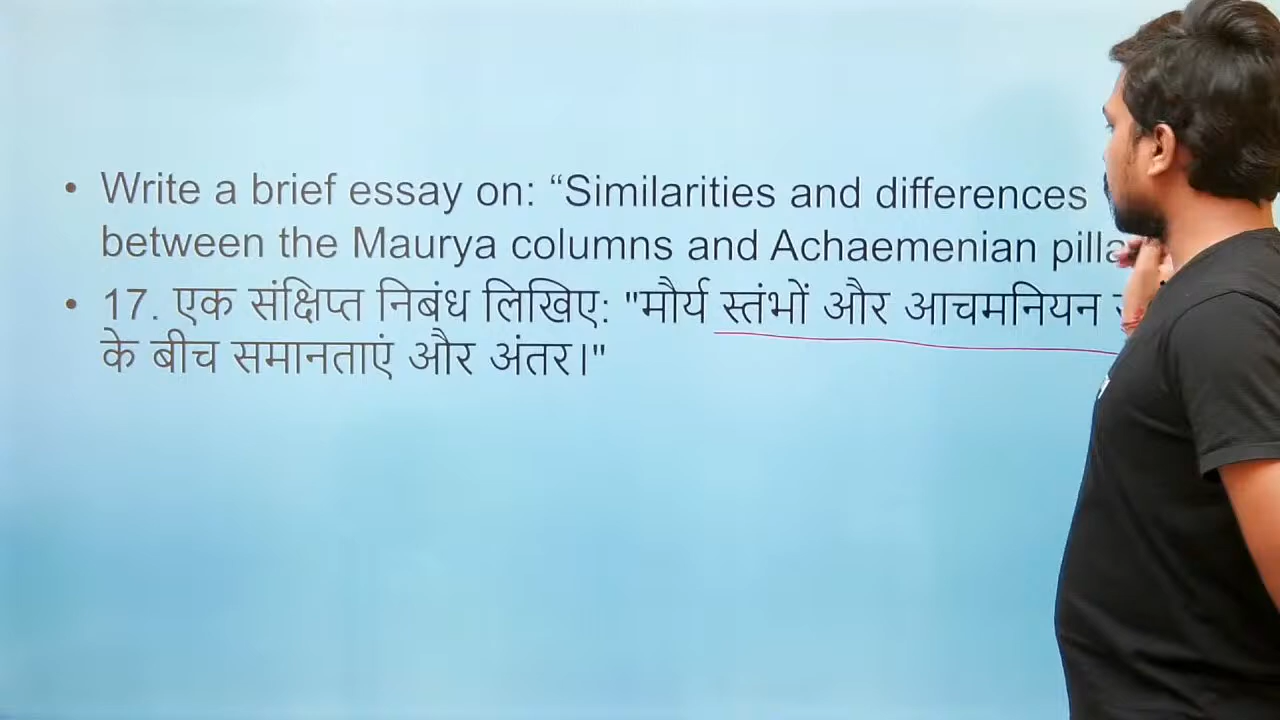 • Write a brief essay on: “Similarities and differences
between the Maurya columns and Achaemenian
• 17. एक संक्षिप्त निबंध लिखिए: "मौर्य स्तंभों और आचमनियन
के बीच समानताएं और अंतर।"